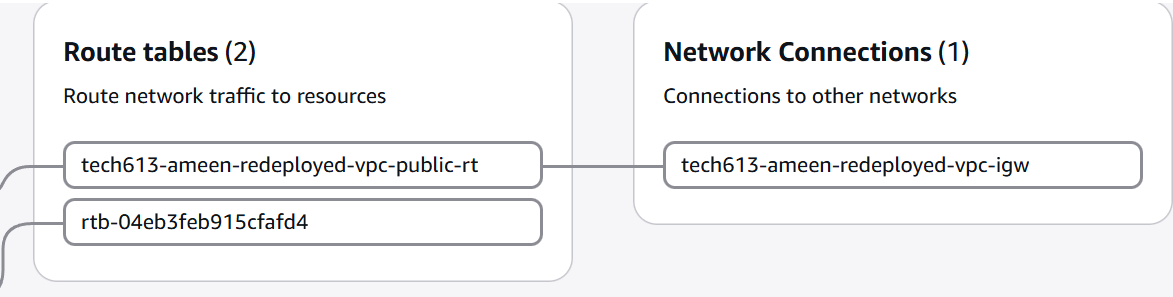 Route tables (2)
Route network traffic to resources
tech613-ameen-redeployed-vpc-public-rt
rtb-04eb3feb915cfafd4
Network Connections (1)
Connections to other networks
tech613-ameen-redeployed-vpc-igw